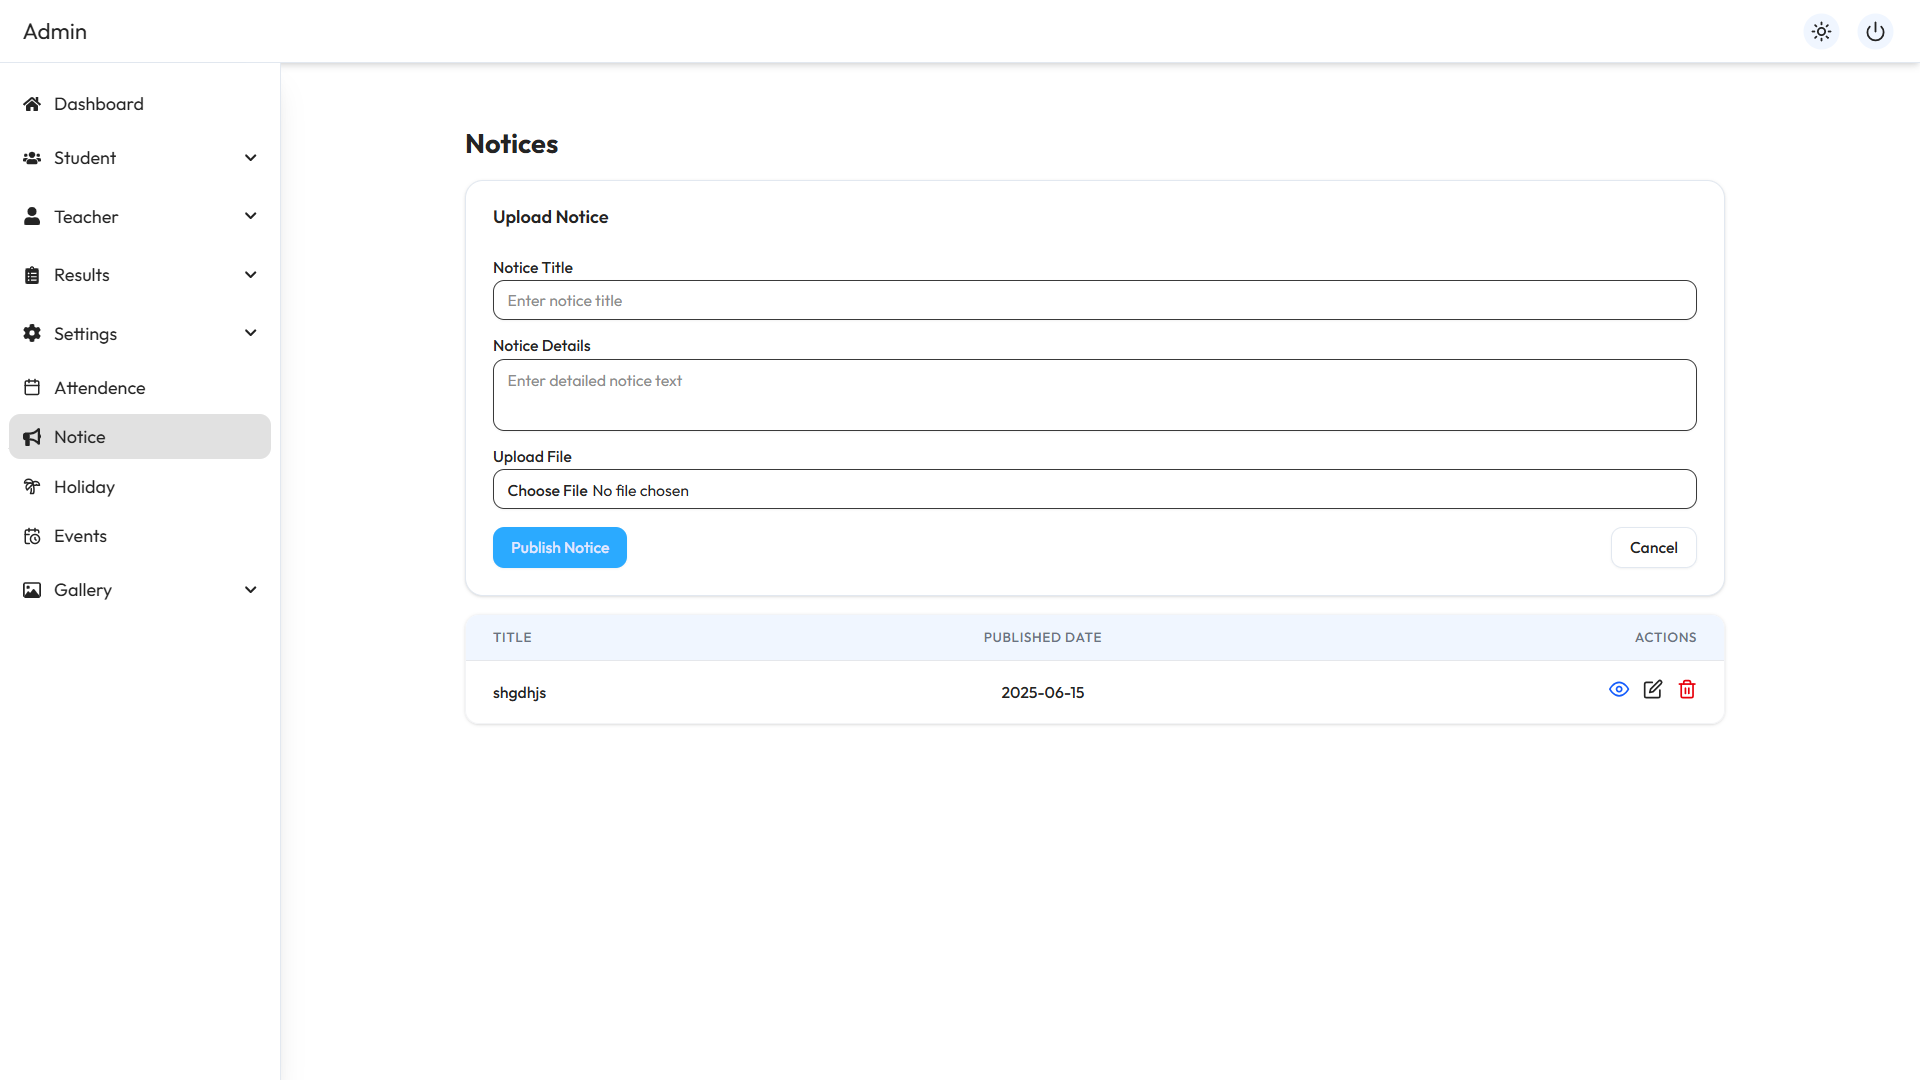 Admin
Dashboard
Student
Teacher
Results
Settings
Attendence
Notice
Holiday
Events
Gallery
Notices
Upload Notice
Notice Title
Enter notice title
Notice Details
Enter detailed notice text
Upload File
Choose File No file chosen
Publish Notice Cancel
TITLE PUBLISHED DATE ACTIONS
shgdhjs 2025-06-15